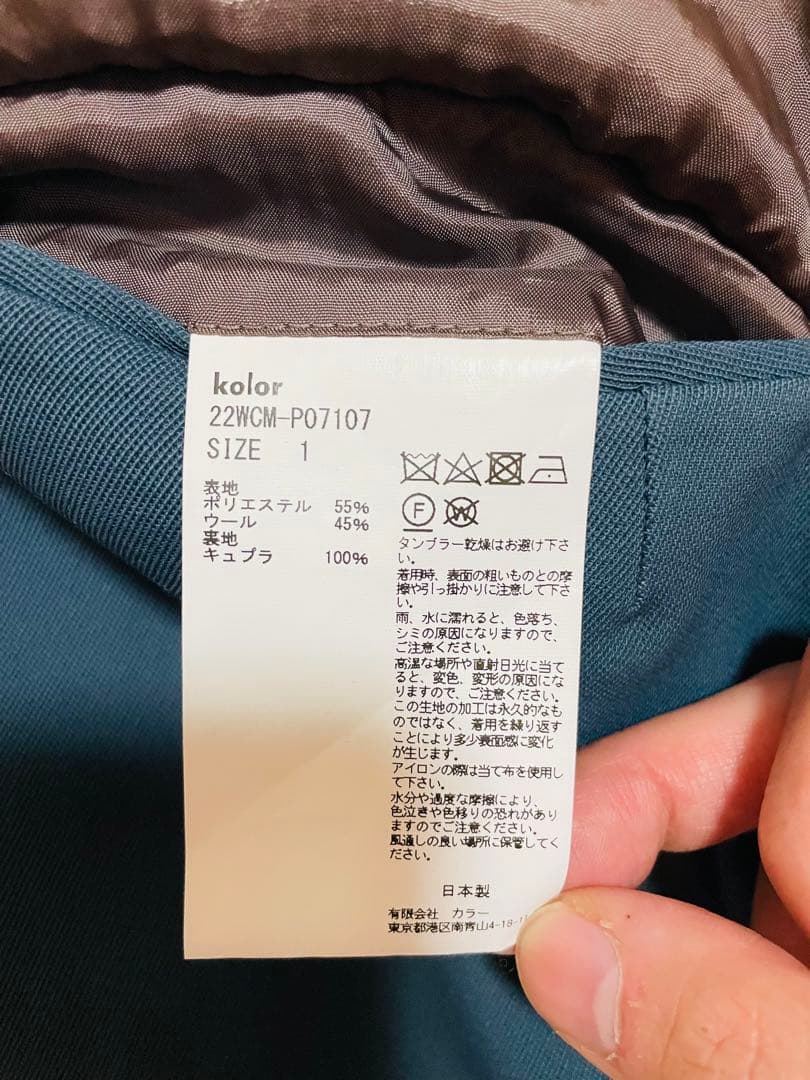 kolor
22WCM-P07107
SIZE 1
表地
ポリエステル 55%
ウール 45%
裏地
キュプラ 100%
F
W
タンブラー乾燥はお避け下さ
い。
着用時、表面の粗いものとの摩
擦や引っ掛かりに注意して下さ
い。
雨、水に濡れると、色落ち、
シミの原因になりますので、
ご注意ください。
高温な場所や直射日光に当て
ると、変色、変形の原因にな
りますので、ご注意ください。
この生地の加工は永久的なも
のではなく、着用を繰り返す
ことにより多少表面感に変化
が生じます。
アイロンの際は当て布を使用し
て下さい。
水分や過度な摩擦により、
色泣きや色移りの恐れがあり
ますのでご注意ください。
風通しの良い場所に保管してく
ださい。
日本製
有限会社 カラー
東京都港区南青山4-18-